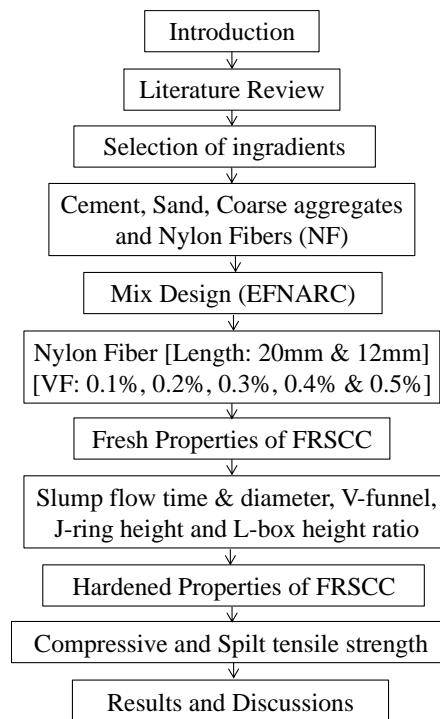 Introduction
Literature Review
Selection of ingradients
Cement, Sand, Coarse aggregates
and Nylon Fibers (NF)
Mix Design (EFNARC)
Nylon Fiber [Length: 20mm & 12mm]
[VF: 0.1%, 0.2%, 0.3%, 0.4% & 0.5%]
Fresh Properties of FRSCC
Slump flow time & diameter, V-funnel,
J-ring height and L-box height ratio
Hardened Properties of FRSCC
Compressive and Spilt tensile strength
Results and Discussions